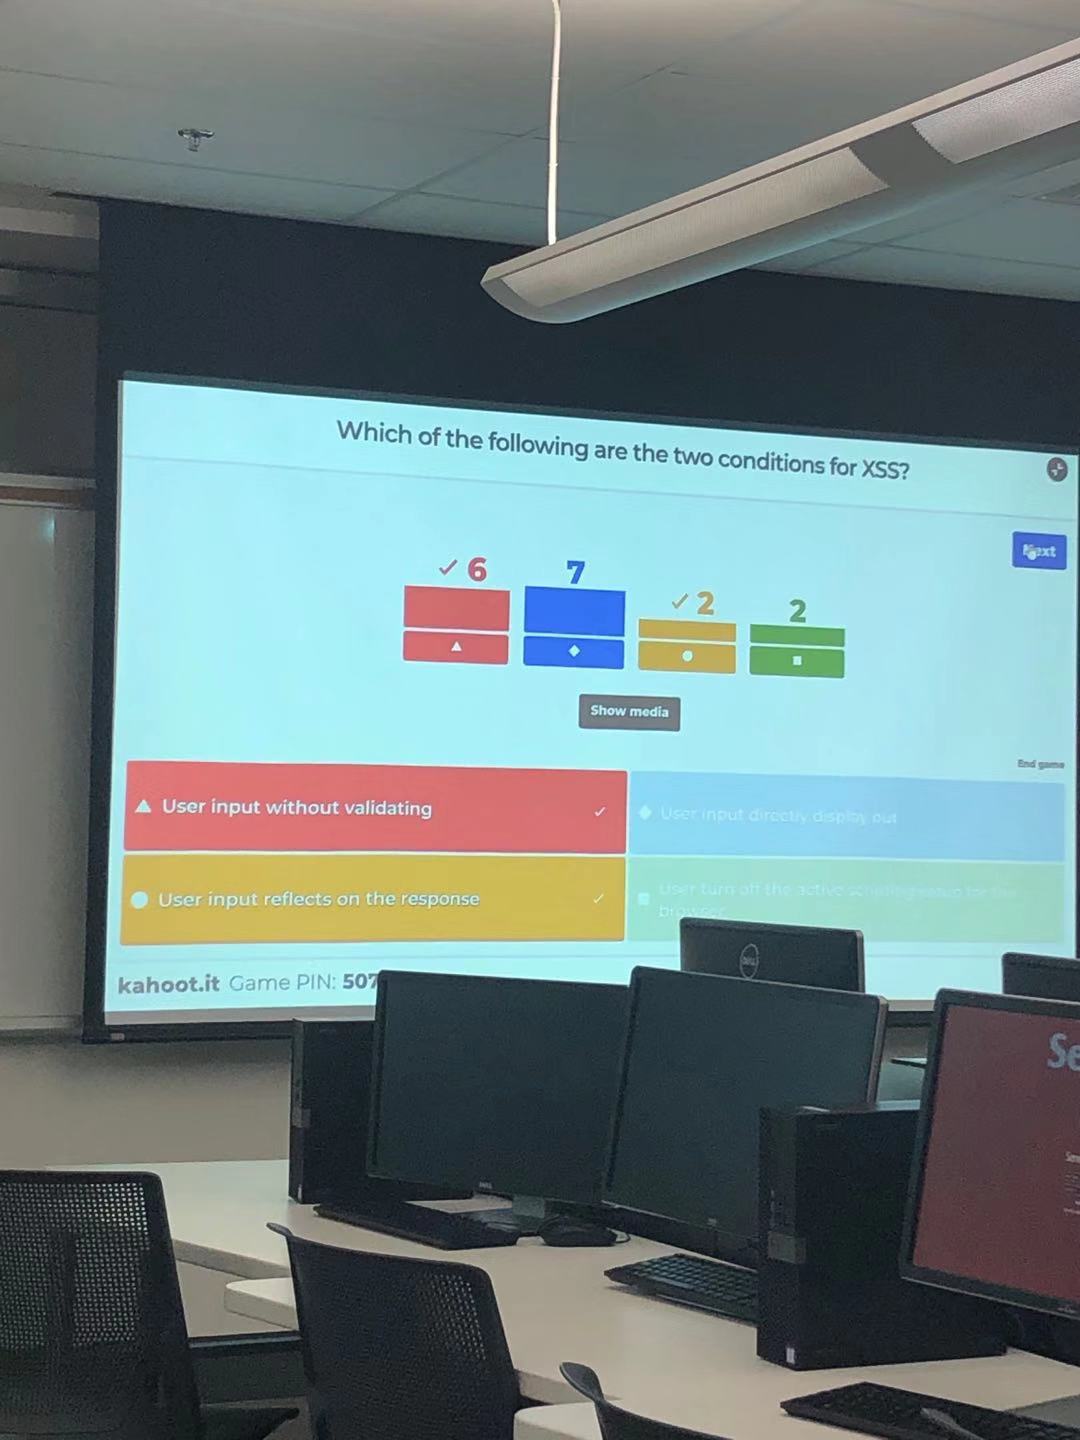 Which of the following are the two conditions for XSS?
Next
✓ 6
7
✓ 2
2
Show media
End game
User input without validating ✓
User input directly display out
User input reflects on the response ✓
User turn off the active scripting setup for the
browser
kahoot.it Game PIN: 507
DELL
Se